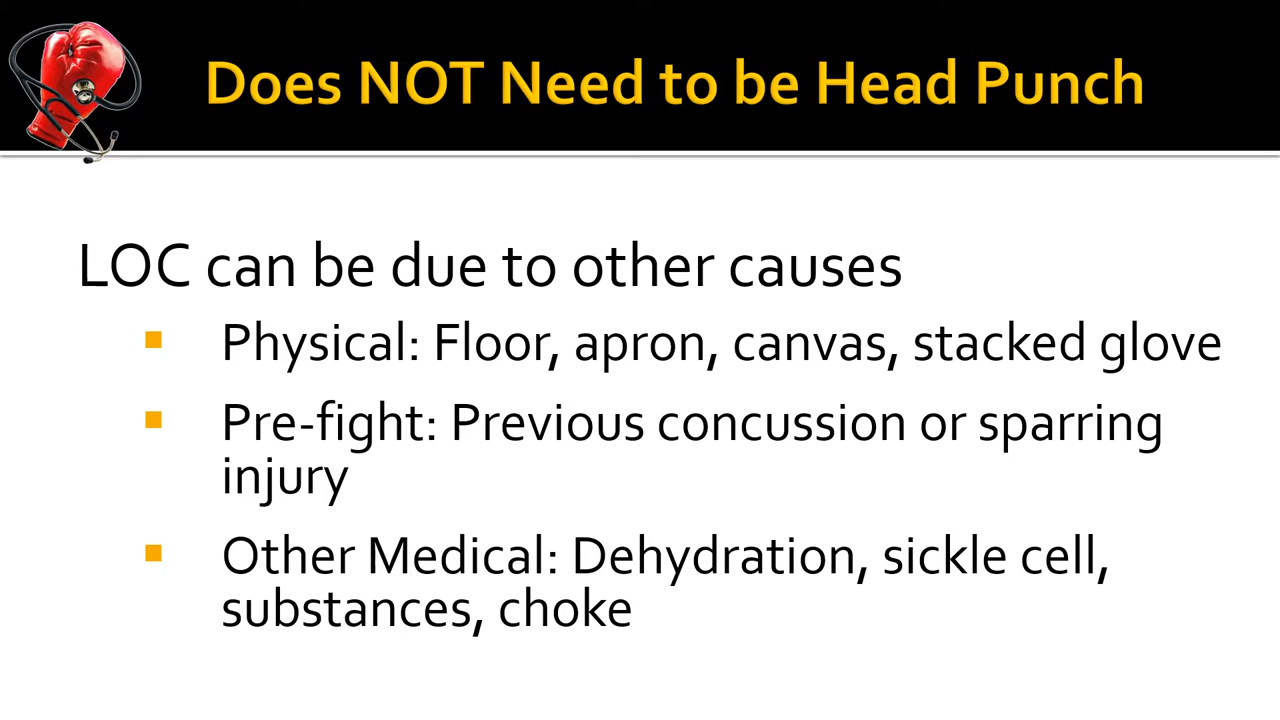 Does NOT Need to be Head Punch
LOC can be due to other causes
Physical: Floor, apron, canvas, stacked glove
Pre-fight: Previous concussion or sparring
injury
Other Medical: Dehydration, sickle cell,
substances, choke